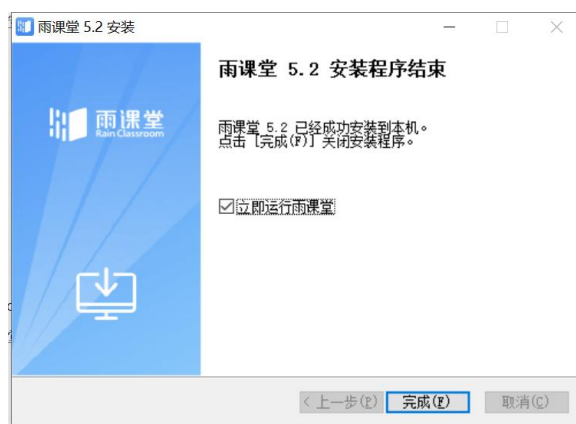 雨课堂 5.2 安装
雨课堂 5.2 安装程序结束
雨课堂
Rain Classroom
雨课堂 5.2 已经成功安装到本机。
点击 [完成(F)] 关闭安装程序。
立即运行雨课堂
< 上一步(P) 完成(F) 取消(C)